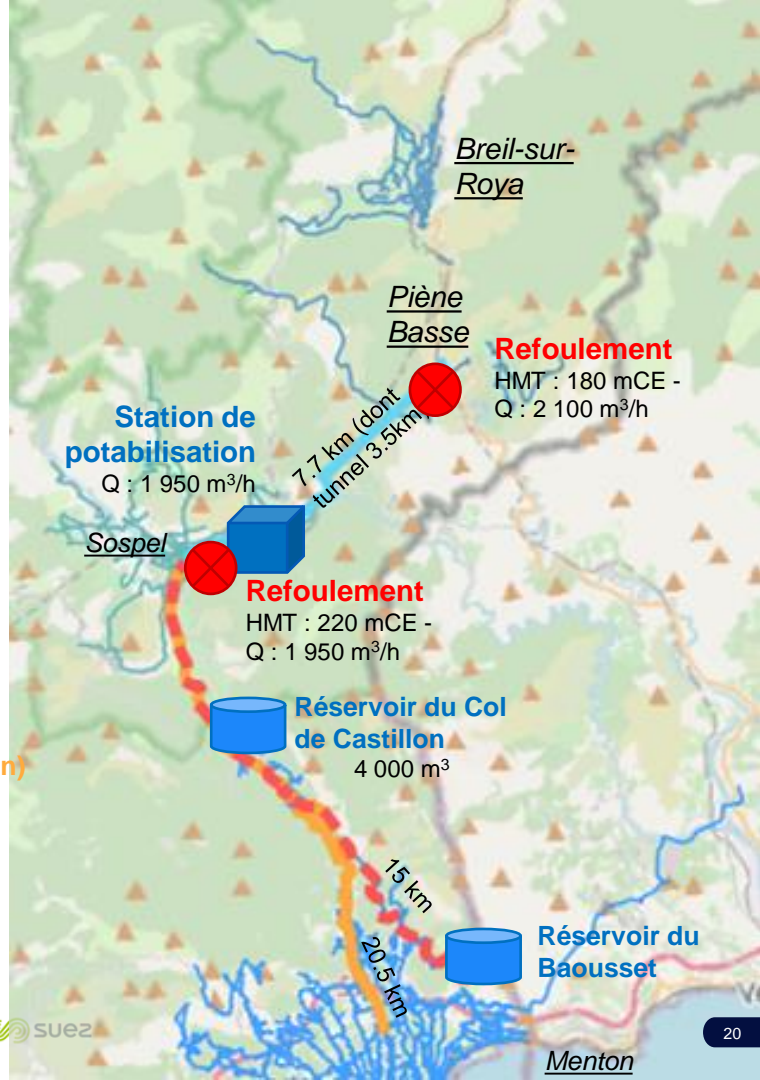 Breil-sur-
Roya
Piène
Basse
Refoulement
HMT : 180 mCE -
Q : 2 100 m³/h
7.7 km (dont
tunnel 3.5km)
Station de
potabilisation
Q : 1 950 m³/h
Sospel
Refoulement
HMT : 220 mCE -
Q : 1 950 m³/h
Réservoir du Col
de Castillon
4 000 m³
n)
15 km
20.5 km
Réservoir du
Baousset
Ve
suez
20
Menton